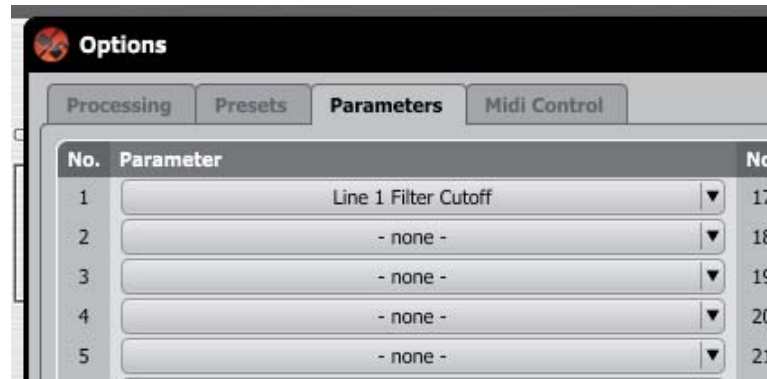 Options
Processing Presets Parameters Midi Control
No. Parameter
1 Line 1 Filter Cutoff
2 - none -
3 - none -
4 - none -
5 - none -